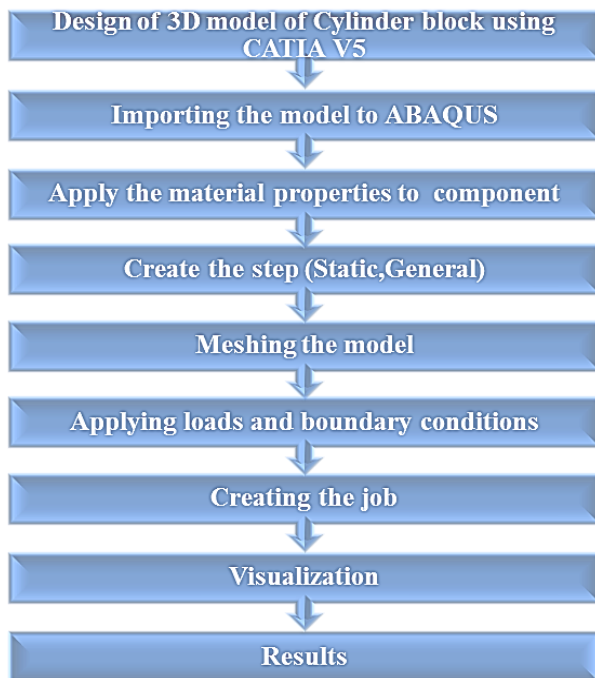 Design of 3D model of Cylinder block using
CATIA V5
Importing the model to ABAQUS
Apply the material properties to component
Create the step (Static,General)
Meshing the model
Applying loads and boundary conditions
Creating the job
Visualization
Results